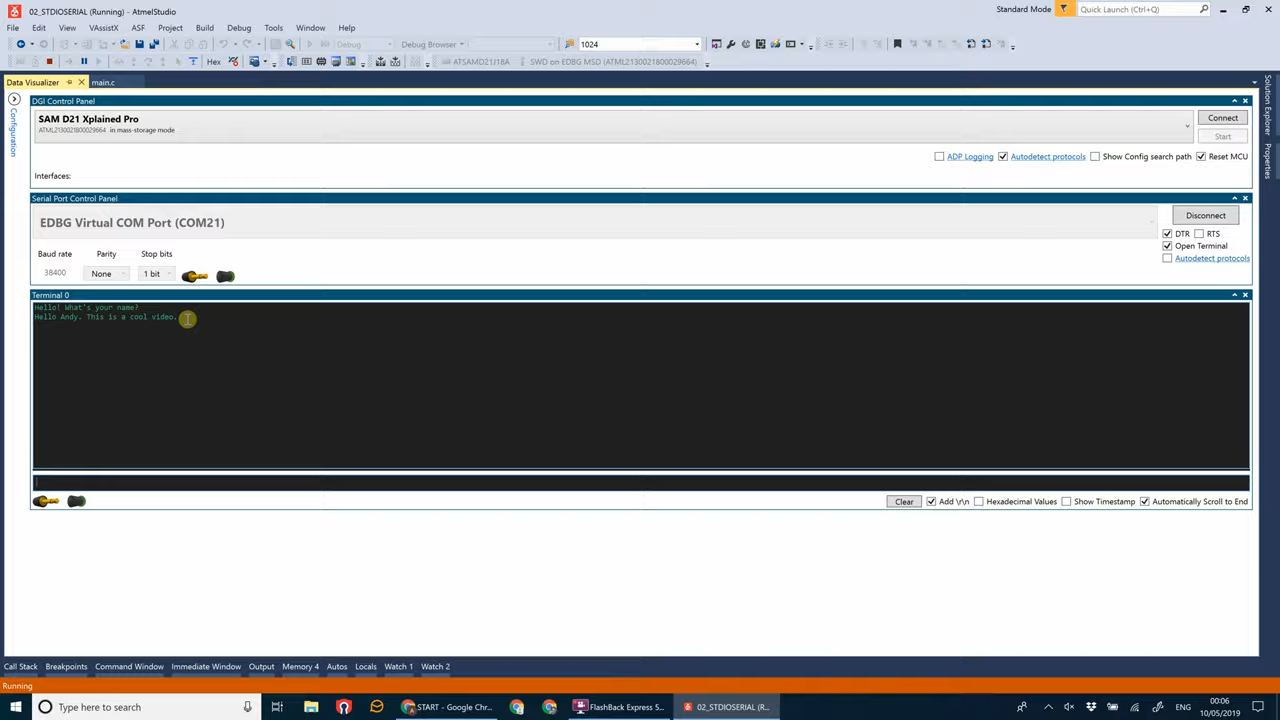 02_STDIOSERIAL (Running) - AtmelStudio
Standard Mode
Quick Launch (Ctrl+Q)
File Edit View VAssistX ASF Project Build Debug Tools Window Help
Debug
Debug Browser
1024
Hex
ATSAMD21J18A
SWD on EDBG MSD (ATML2130021800029664)
Data Visualizer
main.c
Solution Explorer
Properties
Configuration
DGI Control Panel
SAM D21 Xplained Pro
ATML2130021800029664 in mass-storage mode
Connect
Start
ADP Logging
Autodetect protocols
Show Config search path
Reset MCU
Interfaces:
Serial Port Control Panel
EDBG Virtual COM Port (COM21)
Disconnect
DTR
RTS
Open Terminal
Autodetect protocols
Baud rate
Parity
Stop bits
38400
None
1 bit
Terminal 0
Hello! What's your name?
Hello Andy. This is a cool video.
Clear
Add \r\n
Hexadecimal Values
Show Timestamp
Automatically Scroll to End
Call Stack Breakpoints Command Window Immediate Window Output Memory 4 Autos Locals Watch 1 Watch 2
Running
Type here to search
START - Google Chr...
FlashBack Express 5...
02_STDIOSERIAL (R...
ENG
00:06
10/05/2019